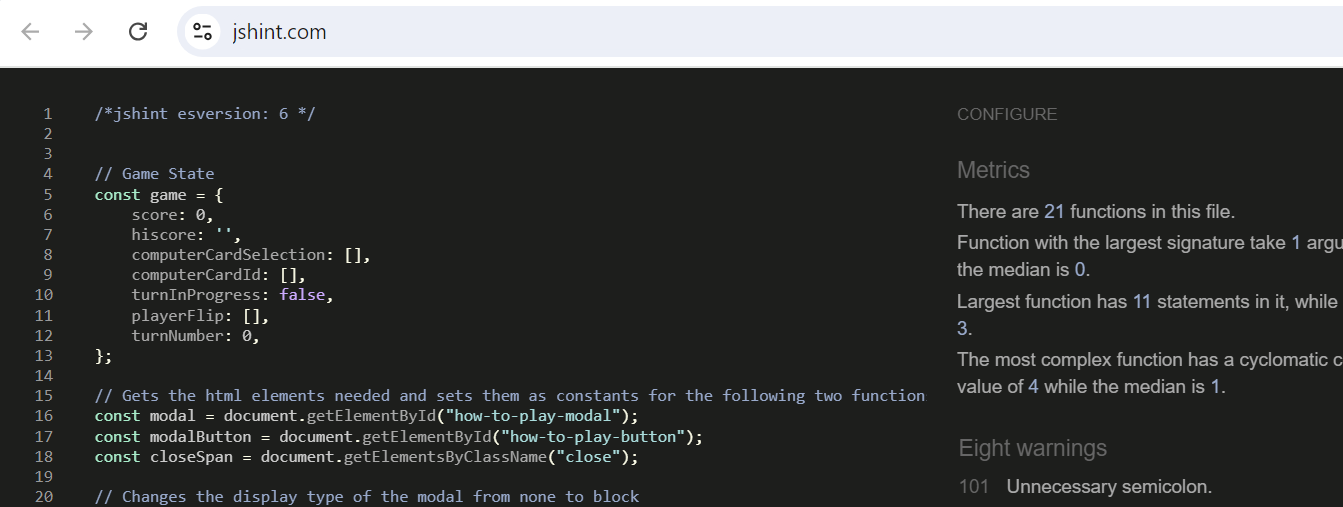 jshint.com
1 /*jshint esversion: 6 */
2
3
4 // Game State
5 const game = {
6 score: 0,
7 hiscore: '',
8 computerCardSelection: [],
9 computerCardId: [],
10 turnInProgress: false,
11 playerFlip: [],
12 turnNumber: 0,
13 };
14
15 // Gets the html elements needed and sets them as constants for the following two function
16 const modal = document.getElementById("how-to-play-modal");
17 const modalButton = document.getElementById("how-to-play-button");
18 const closeSpan = document.getElementsByClassName("close");
19
20 // Changes the display type of the modal from none to block
CONFIGURE
Metrics
There are 21 functions in this file.
Function with the largest signature take 1 argu
the median is 0.
Largest function has 11 statements in it, while
3.
The most complex function has a cyclomatic c
value of 4 while the median is 1.
Eight warnings
101 Unnecessary semicolon.